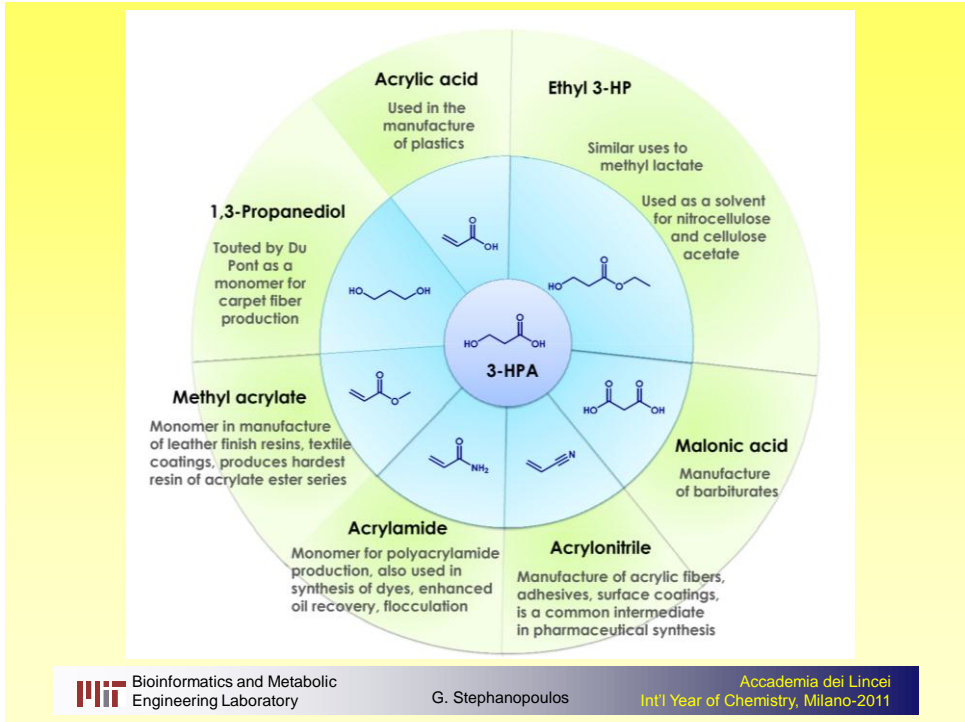 Acrylic acid
Used in the
manufacture
of plastics
Ethyl 3-HP
Similar uses to
methyl lactate
Used as a solvent
for nitrocellulose
and cellulose
acetate
1,3-Propanediol
Touted by Du
Pont as a
monomer for
carpet fiber
production
O
OH
HO
OH
O
HO
O
O
HO
OH
3-HPA
Methyl acrylate
Monomer in manufacture
of leather finish resins, textile
coatings, produces hardest
resin of acrylate ester series
O
O
O
O
HO
OH
Malonic acid
Manufacture
of barbiturates
O
NH₂
N
Acrylamide
Monomer for polyacrylamide
production, also used in
synthesis of dyes, enhanced
oil recovery, flocculation
Acrylonitrile
Manufacture of acrylic fibers,
adhesives, surface coatings,
is a common intermediate
in pharmaceutical synthesis
Bioinformatics and Metabolic
Engineering Laboratory
G. Stephanopoulos
Accademia dei Lincei
Int'l Year of Chemistry, Milano-2011